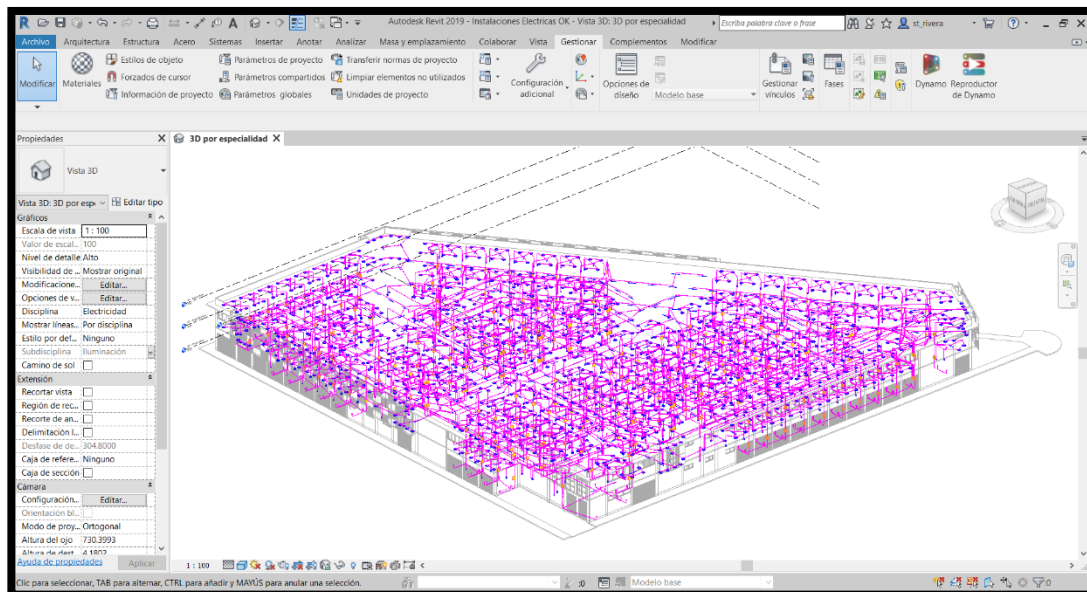 Autodesk Revit 2019 - Instalaciones Electricas OK - Vista 3D: 3D por especialidad
Escriba palabra clave o frase
st_rivera
Archivo Arquitectura Estructura Acero Sistemas Insertar Anotar Analizar Masa y emplazamiento Colaborar Vista Gestionar Complementos Modificar
Modificar
Materiales
Estilos de objeto
Forzados de cursor
Información de proyecto
Parámetros de proyecto
Parámetros compartidos
Parámetros globales
Transferir normas de proyecto
Limpiar elementos no utilizados
Unidades de proyecto
Configuración adicional
Opciones de diseño
Modelo base
Gestionar vínculos
Fases
Dynamo
Reproductor de Dynamo
Propiedades
3D por especialidad
Vista 3D
Vista 3D: 3D por espe
Editar tipo
Gráficos
Escala de vista 1 : 100
Valor de escal... 100
Nivel de detalle Alto
Visibilidad de ... Mostrar original
Modificacione... Editar...
Opciones de v... Editar...
Disciplina Electricidad
Mostrar líneas... Por disciplina
Estilo por def... Ninguno
Subdisciplina Iluminación
Camino de sol
Extensión
Recortar vista
Región de rec...
Recorte de an...
Delimitación l...
Desfase de de... 304.8000
Caja de refere... Ninguno
Caja de sección
Cámara
Configuración... Editar...
Orientación bl...
Modo de proy... Ortogonal
Altura del ojo 730.3993
Altura de dest... 4.1802
Ayuda de propiedades
Aplicar
1 : 100
Clic para seleccionar, TAB para alternar, CTRL para añadir y MAYÚS para anular una selección.
:0
Modelo base
:0